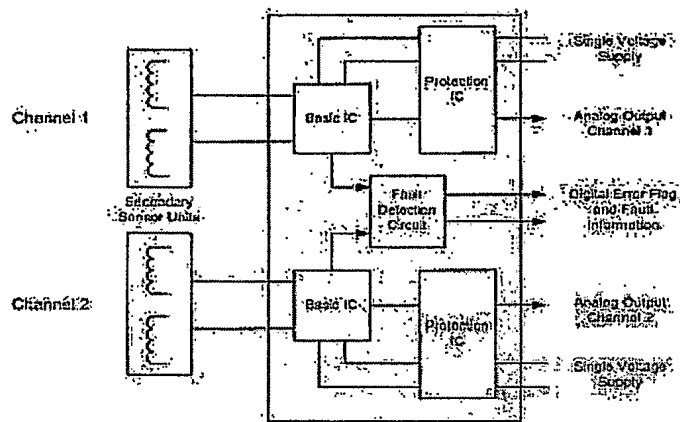 Single Voltage
Supply
Protection
IC
Channel 1
Basic IC
Analog Output
Channel 1
Secondary
Sensor Units
Fault
Detection
Circuit
Digital Error Flag
and Fault
Information
Channel 2
Basic IC
Protection
IC
Analog Output
Channel 2
Single Voltage
Supply